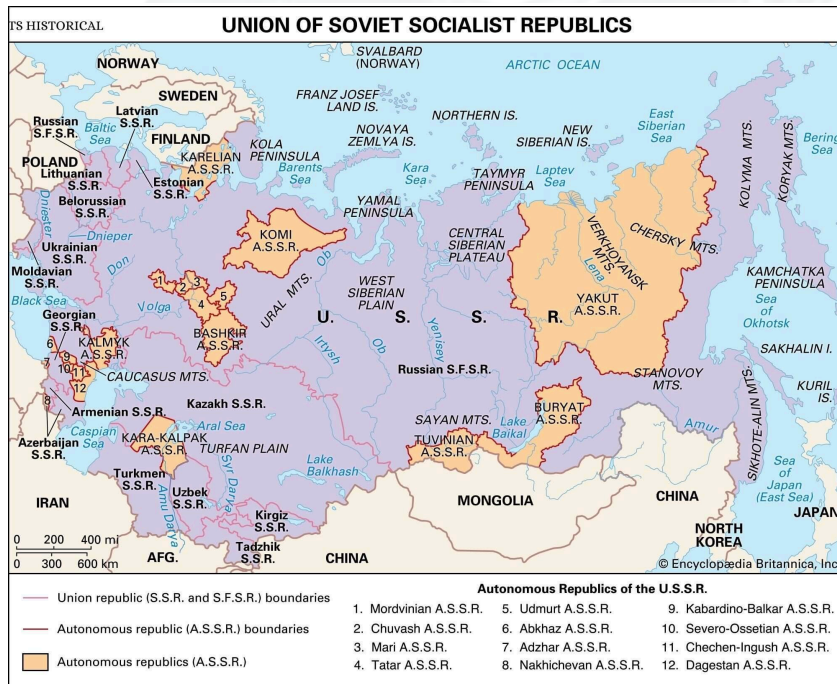 TS HISTORICAL
UNION OF SOVIET SOCIALIST REPUBLICS
SVALBARD
(NORWAY)
ARCTIC OCEAN
NORWAY
SWEDEN
FINLAND
FRANZ JOSEF
LAND IS.
NORTHERN IS.
NOVAYA
ZEMLYA IS.
NEW
SIBERIAN IS.
East
Siberian
Sea
Latvian
S.S.R.
Russian
S.F.S.R.
Baltic
Sea
KARELIAN
A.S.S.R.
KOLA
PENINSULA
Barents
Sea
Kara
Sea
TAYMYR
PENINSULA
Laptev
Sea
KOLYMA MTS.
KORYAK MTS.
Bering
Sea
POLAND
Lithuanian
S.S.R.
Estonian
S.S.R.
Belorussian
S.S.R.
YAMAL
PENINSULA
KOMI
A.S.S.R.
CENTRAL
SIBERIAN
PLATEAU
VERKHOYANSK
MTS.
CHERSKY MTS.
Dniester
Dnieper
Ukrainian
S.S.R.
Don
Moldavian
S.S.R.
Ob
URAL MTS.
WEST
SIBERIAN
PLAIN
Lena
YAKUT
A.S.S.R.
KAMCHATKA
PENINSULA
Sea
of
Okhotsk
Black Sea
Volga
1
2
3
4
5
U. S. S. R.
Georgian
S.S.R.
KALMYK
A.S.S.R.
BASHKIR
A.S.S.R.
Irtysh
Ob
Yenisey
Russian S.F.S.R.
SAKHALIN I.
KURIL
IS.
6
7
9
10
11
12
8
CAUCASUS MTS.
STANOVOY
MTS.
Armenian S.S.R.
Kazakh S.S.R.
SAYAN MTS.
Lake
Baikal
BURYAT
A.S.S.R.
Amur
SIKHOTE-ALIN MTS.
Azerbaijan
S.S.R.
Caspian
Sea
Aral Sea
KARA-KALPAK
A.S.S.R.
TURFAN PLAIN
TUVINIAN
A.S.S.R.
Lake
Balkhash
Syr Darya
Turkmen
S.S.R.
Amu Darya
Uzbek
S.S.R.
Kirgiz
S.S.R.
Tadzhik
S.S.R.
IRAN
AFG.
CHINA
MONGOLIA
CHINA
NORTH
KOREA
Sea
of
Japan
(East Sea)
JAPAN
0 200 400 mi
0 300 600 km
© Encyclopædia Britannica, Inc
Union republic (S.S.R. and S.F.S.R.) boundaries
Autonomous republic (A.S.S.R.) boundaries
Autonomous republics (A.S.S.R.)
Autonomous Republics of the U.S.S.R.
1. Mordvinian A.S.S.R.
2. Chuvash A.S.S.R.
3. Mari A.S.S.R.
4. Tatar A.S.S.R.
5. Udmurt A.S.S.R.
6. Abkhaz A.S.S.R.
7. Adzhar A.S.S.R.
8. Nakhichevan A.S.S.R.
9. Kabardino-Balkar A.S.S.R.
10. Severo-Ossetian A.S.S.R.
11. Chechen-Ingush A.S.S.R.
12. Dagestan A.S.S.R.